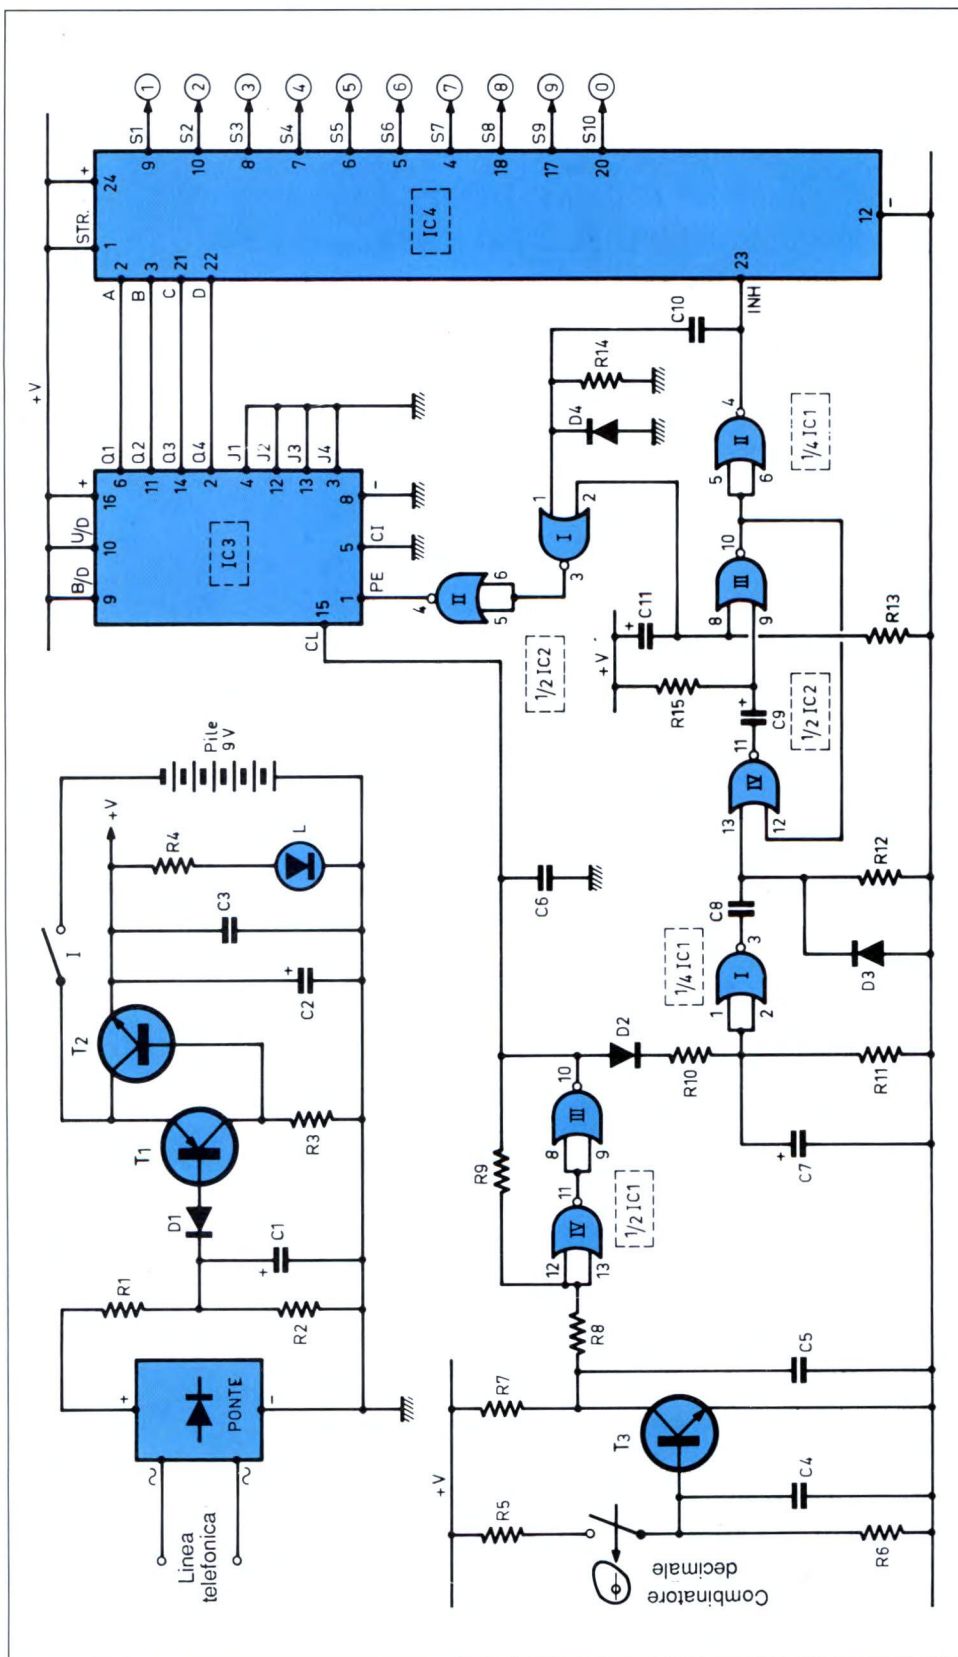 Linea
telefonica
~
~
+
-
PONTE
R1
R2
+
C1
D1
T1
R3
T2
I
+
C2
C3
R4
L
+V
Pile
9 V
+V
B/D
U/D
+
9
10
16
IC3
CL
15
PE
1
CI
5
-
8
Q1
6
Q2
11
Q3
14
Q4
2
J1
4
J2
12
J3
13
J4
3
STR.
+
1
24
A
2
B
3
C
21
D
22
IC4
INH
23
12
-
9
S1
1
10
S2
2
8
S3
3
7
S4
4
6
S5
5
5
S6
6
4
S7
7
18
S8
8
17
S9
9
20
S10
0
Combinatore
decimale
+V
R5
R6
C4
T3
R7
C5
R8
12
13
IV
11
8
9
III
10
1/2 IC1
R9
C6
D2
R10
R11
+
C7
1
2
I
3
1/4 IC1
C8
D3
R12
13
12
IV
11
+
C9
1/2 IC2
R15
+V
+
C11
R13
8
9
III
10
5
6
II
4
1/4 IC1
C10
R14
D4
1
2
I
3
5
6
II
4
1/2 IC2